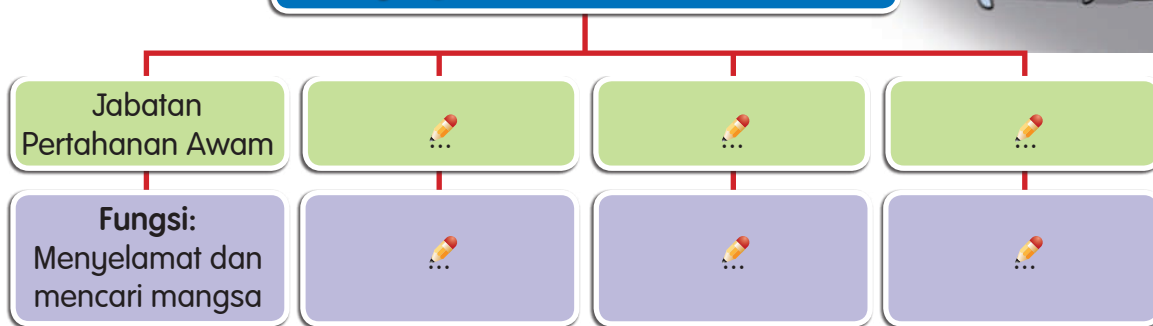 Jabatan
Pertahanan Awam
...
...
...
Fungsi:
Menyelamat dan
mencari mangsa
...
...
...